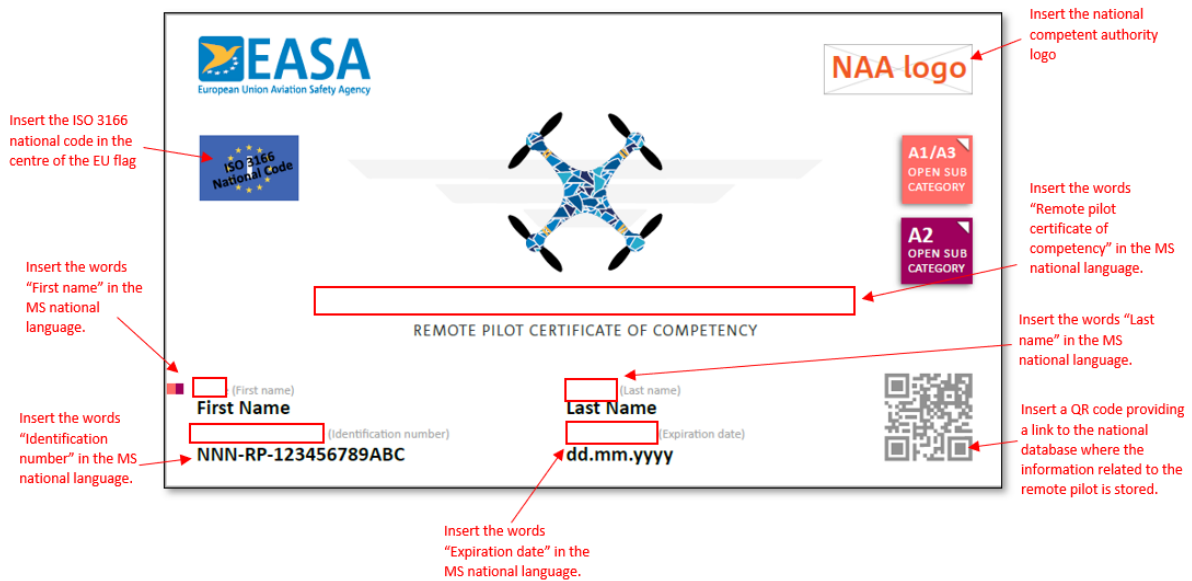 Insert the national
competent authority
logo
EASA
European Union Aviation Safety Agency
NAA logo
Insert the ISO 3166
national code in the
centre of the EU flag
ISO 3166
National Code
A1/A3
OPEN SUB
CATEGORY
Insert the words
“Remote pilot
certificate of
competency” in the MS
national language.
A2
OPEN SUB
CATEGORY
Insert the words
“First name” in the
MS national
language.
REMOTE PILOT CERTIFICATE OF COMPETENCY
Insert the words “Last
name” in the MS
national language.
(First name)
First Name
(Last name)
Last Name
Insert the words
“Identification
number” in the MS
national language.
(Identification number)
NNN-RP-123456789ABC
(Expiration date)
dd.mm.yyyy
Insert a QR code providing
a link to the national
database where the
information related to the
remote pilot is stored.
Insert the words
“Expiration date” in the
MS national language.